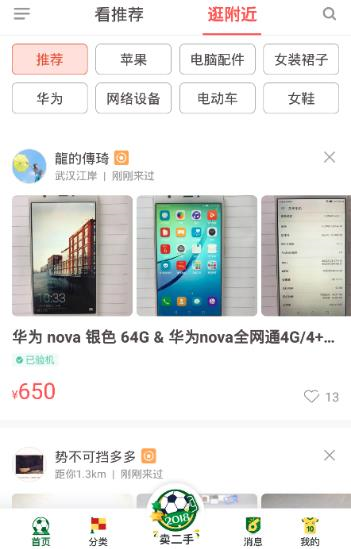 看推荐 逛附近
推荐 苹果 电脑配件 女装裙子
华为 网络设备 电动车 女鞋
龍的傳琦
武汉江岸 | 刚刚来过
10:33
华为 nova 银色 64G & 华为nova全网通4G/4+...
已验机
¥650
13
势不可挡多多
距你1.3km | 刚刚来过
2018
10
首页 分类 卖二手 消息 我的